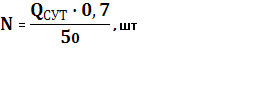 N = Q_СУТ · 0,7 / 50 , шт